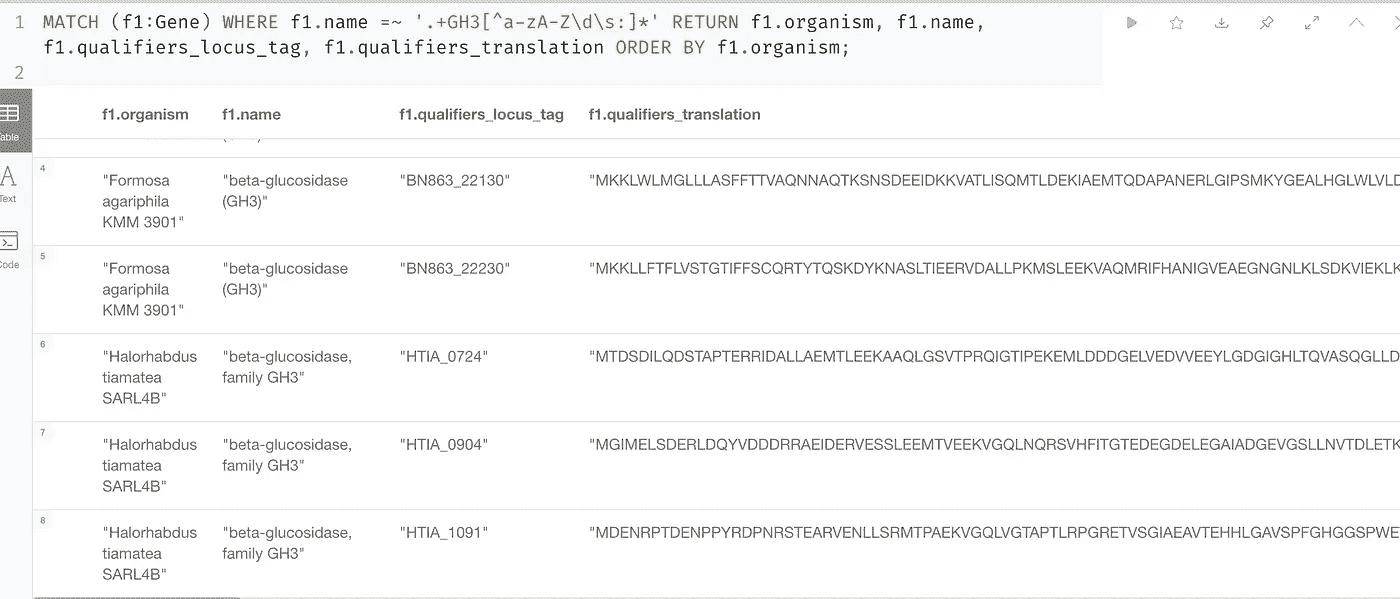 1 MATCH (f1:Gene) WHERE f1.name =~ '.+GH3[^a-zA-Z\d\s:]*' RETURN f1.organism, f1.name,
f1.qualifiers_locus_tag, f1.qualifiers_translation ORDER BY f1.organism;
2
f1.organism f1.name f1.qualifiers_locus_tag f1.qualifiers_translation
able
4
"Formosa "beta-glucosidase "BN863_22130" "MKKLWLMGLLLASFFTTVAQNNAQTKSNSDEEIDKKVATLISQMTLDEKIAEMTQDAPANERLGIPSMKYGEALHGLWLVLD
A
agariphila (GH3)"
Text
KMM 3901"
5
"Formosa "beta-glucosidase "BN863_22230" "MKKLLFTFLVSTGTIFFSCQRTYTQSKDYKNASLTIEERVDALLPKMSLEEKVAQMRIFHANIGVEAEGNGNLKLSDKVIEKLK
Code
agariphila (GH3)"
KMM 3901"
6
"Halorhabdus "beta-glucosidase, "HTIA_0724" "MTDSDILQDSTAPTERRIDALLAEMTLEEKAAQLGSVTPRQIGTIPEKEMLDDDGELVEDVVEEYLGDGIGHLTQVASQGLLD
tiamatea family GH3"
SARL4B"
7
"Halorhabdus "beta-glucosidase, "HTIA_0904" "MGIMELSDERLDQYVDDDRRAEIDERVESSLEEMTVEEKVGQLNQRSVHFITGTEDEGDELEGAIADGEVGSLLNVTDLETK
tiamatea family GH3"
SARL4B"
8
"Halorhabdus "beta-glucosidase, "HTIA_1091" "MDENRPTDENPPYRDPNRSTEARVENLLSRMTPAEKVGQLVGTAPTLRPGRETVSGIAEAVTEHHLGAVSPFGHGGSPWE
tiamatea family GH3"
SARL4B"